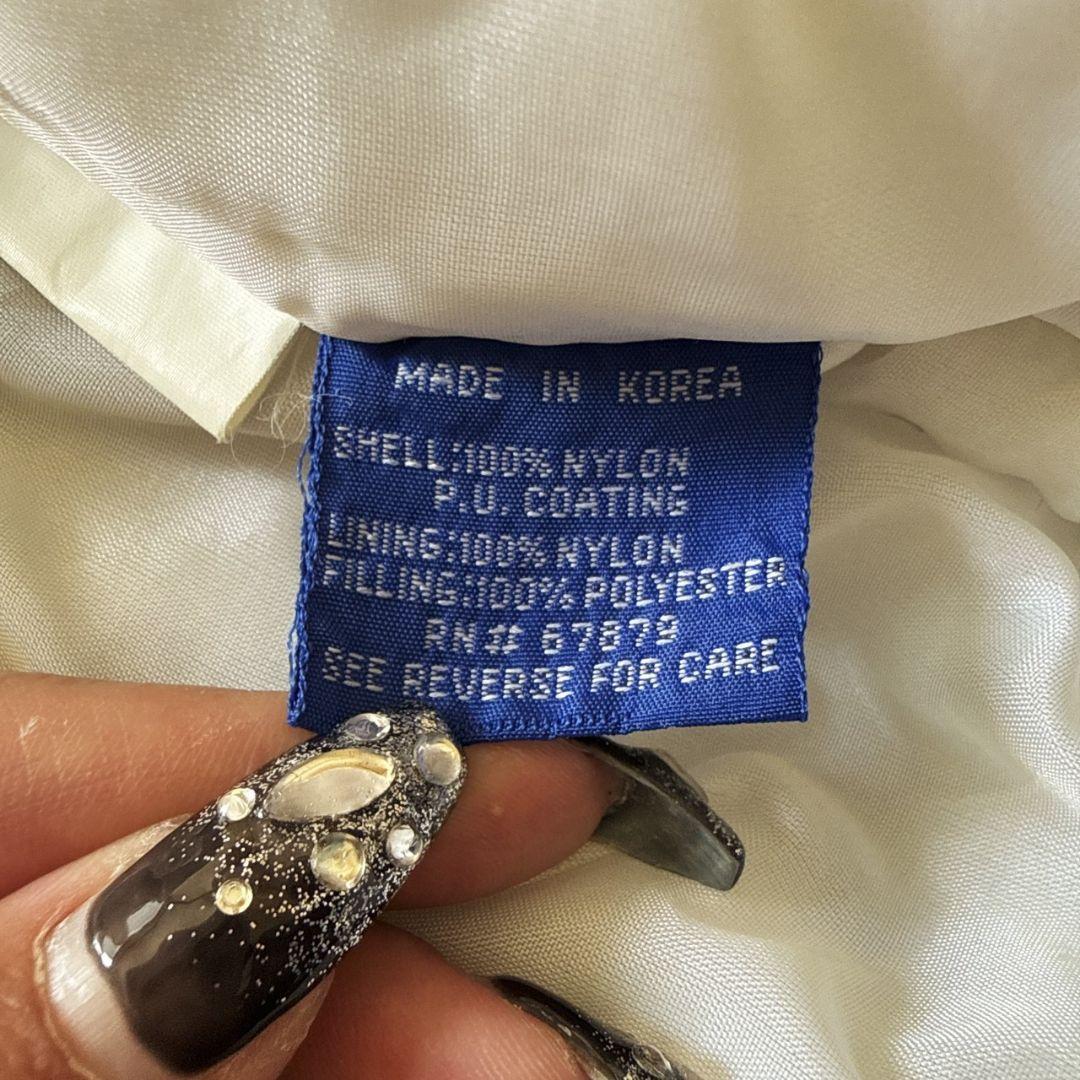 MADE IN KOREA
SHELL:100% NYLON
P.U. COATING
LINING:100% NYLON
FILLING:100% POLYESTER
RN# 67879
SEE REVERSE FOR CARE